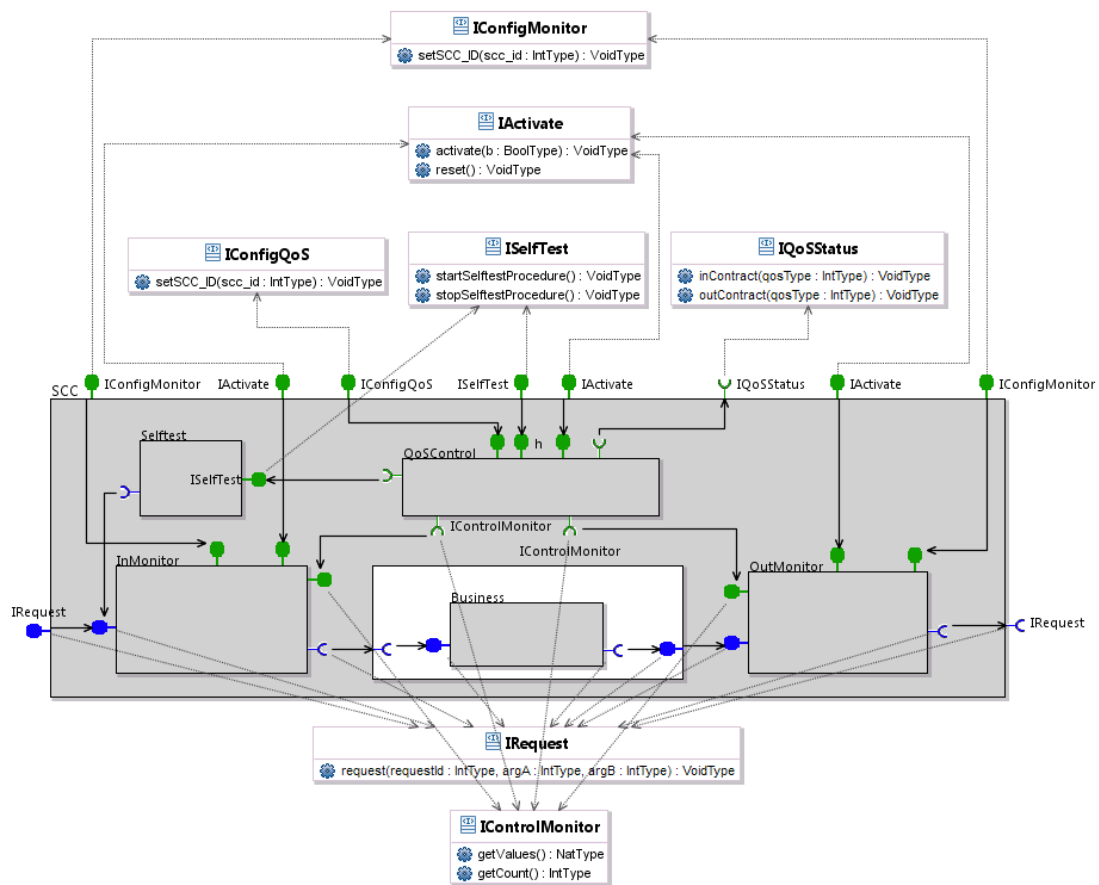 IConfigMonitor
setSCC_ID(scc_id : IntType) : VoidType
IActivate
activate(b : BoolType) : VoidType
reset() : VoidType
IConfigQoS
setSCC_ID(scc_id : IntType) : VoidType
ISelfTest
startSelftestProcedure() : VoidType
stopSelftestProcedure() : VoidType
IQoSStatus
inContract(qosType : IntType) : VoidType
outContract(qosType : IntType) : VoidType
SCC
IConfigMonitor
IActivate
IConfigQoS
ISelfTest
IActivate
IQoSStatus
IActivate
IConfigMonitor
Selftest
ISelfTest
h
QoSControl
IControlMonitor
IControlMonitor
InMonitor
OutMonitor
Business
IRequest
IRequest
IRequest
request(requestId : IntType, argA : IntType, argB : IntType) : VoidType
IControlMonitor
getValues() : NatType
getCount() : IntType